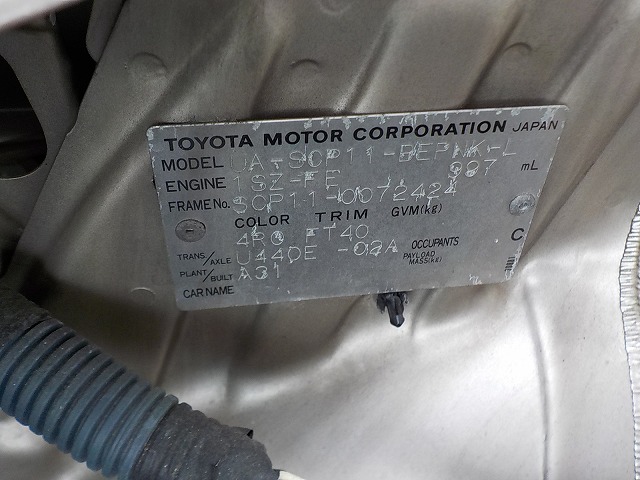 TOYOTA MOTOR CORPORATION JAPAN
MODEL UA-SCP11-BEPNK-L
ENGINE 1SZ-FE 997 mL
FRAME No. SCP11-0072424
COLOR TRIM GVM(kg)
4R0 FT40
TRANS/AXLE U440E -02A OCCUPANTS
PAYLOAD MASS(kg)
PLANT/BUILT A31
CAR NAME
C